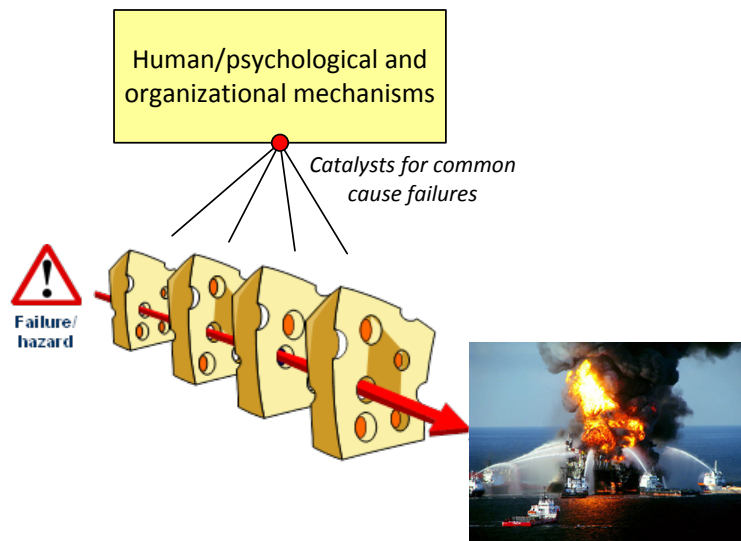 Human/psychological and
organizational mechanisms
Catalysts for common
cause failures
Failure/
hazard